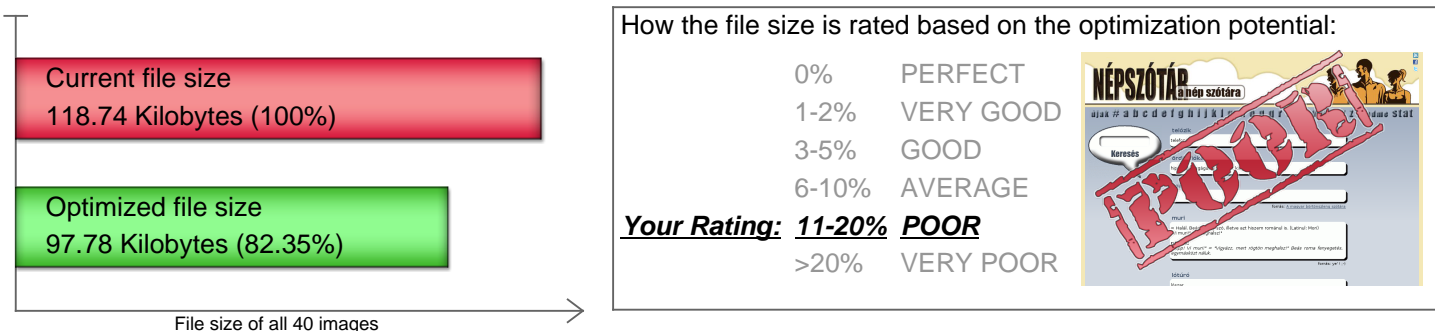 Current file size
118.74 Kilobytes (100%)
Optimized file size
97.78 Kilobytes (82.35%)
File size of all 40 images
How the file size is rated based on the optimization potential:
0% PERFECT
1-2% VERY GOOD
3-5% GOOD
6-10% AVERAGE
Your Rating: 11-20% POOR
>20% VERY POOR
NÉPSZÓTÁR
a nép szótára
Keresés
POOR!
muri
lótúró